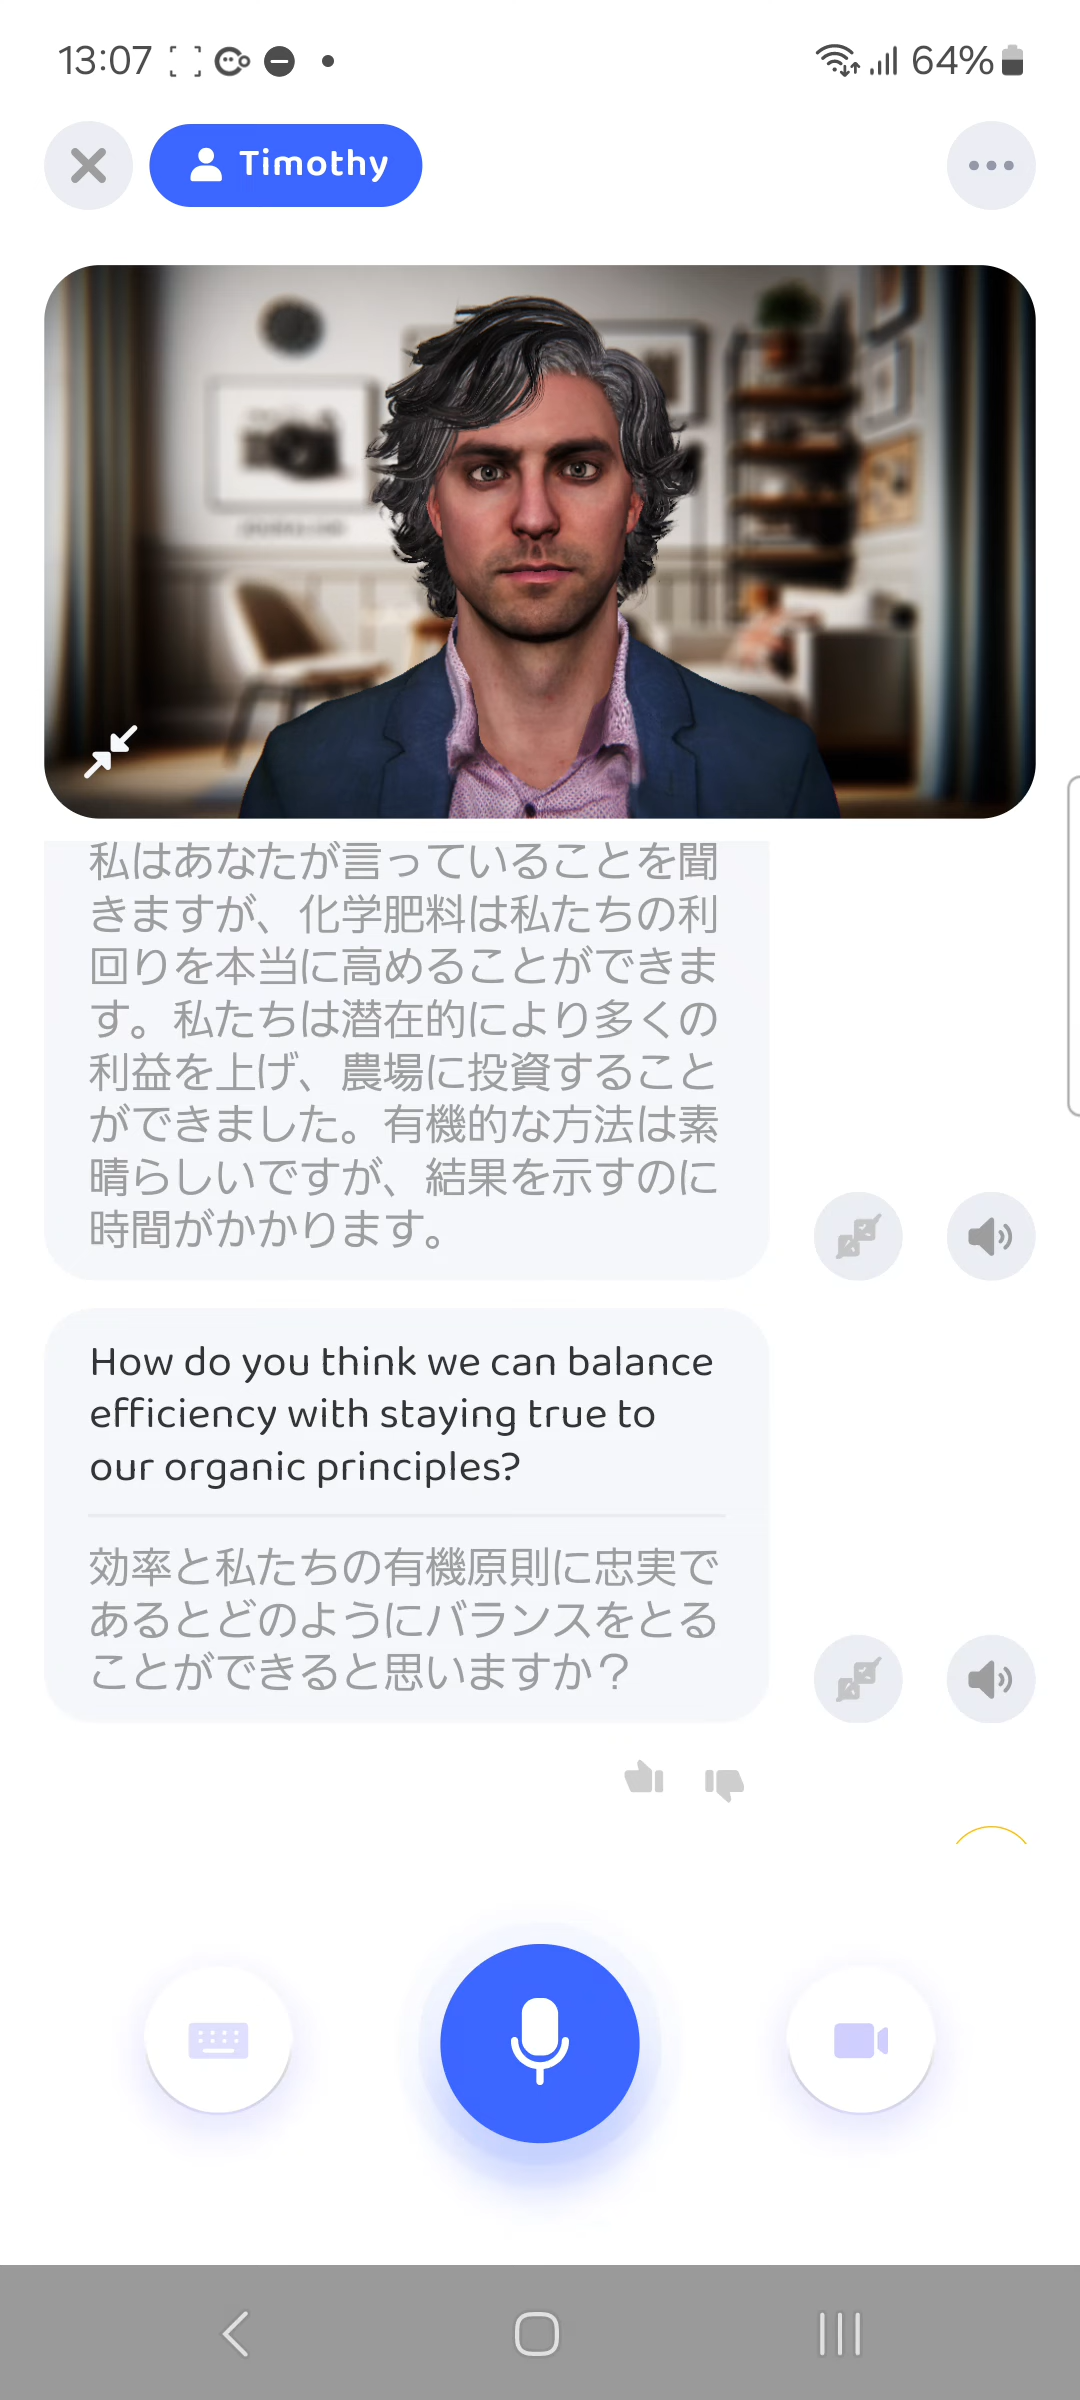 13:07
64%
Timothy
私はあなたが言っていることを聞
きますが、化学肥料は私たちの利
回りを本当に高めることができま
す。私たちは潜在的により多くの
利益を上げ、農場に投資すること
ができました。有機的な方法は素
晴らしいですが、結果を示すのに
時間がかかります。
How do you think we can balance
efficiency with staying true to
our organic principles?
効率と私たちの有機原則に忠実で
あるとどのようにバランスをとる
ことができると思いますか？